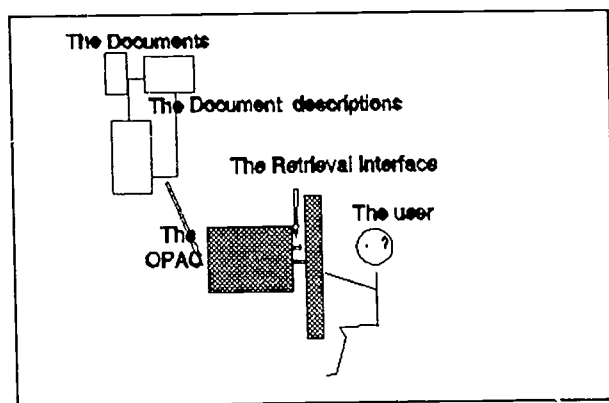 The Documents
The Document descriptions
The Retrieval Interface
The user
The
OPAC
?